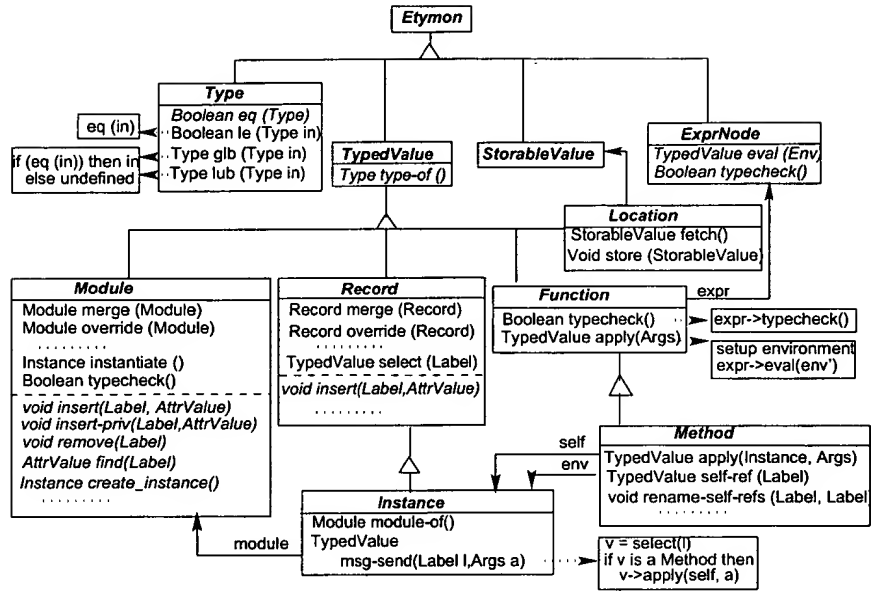 Etymon
Type
Boolean eq (Type)
Boolean le (Type in)
Type glb (Type in)
Type lub (Type in)
eq (in)
if (eq (in)) then in
else undefined
TypedValue
Type type-of ()
StorableValue
ExprNode
TypedValue eval (Env)
Boolean typecheck()
Location
StorableValue fetch()
Void store (StorableValue)
Module
Module merge (Module)
Module override (Module)
. . . . . . . . .
Instance instantiate ()
Boolean typecheck()
void insert(Label, AttrValue)
void insert-priv(Label,AttrValue)
void remove(Label)
AttrValue find(Label)
Instance create_instance()
. . . . . . . . .
Record
Record merge (Record)
Record override (Record)
. . . . . . . . .
TypedValue select (Label)
void insert(Label,AttrValue)
. . . . . . . . .
Function
Boolean typecheck()
TypedValue apply(Args)
expr
expr->typecheck()
setup environment
expr->eval(env')
Method
TypedValue apply(Instance, Args)
TypedValue self-ref (Label)
void rename-self-refs (Label, Label
. . . . . . . . .
self
env
Instance
Module module-of()
TypedValue
msg-send(Label l,Args a)
module
v = select(l)
if v is a Method then
v->apply(self, a)